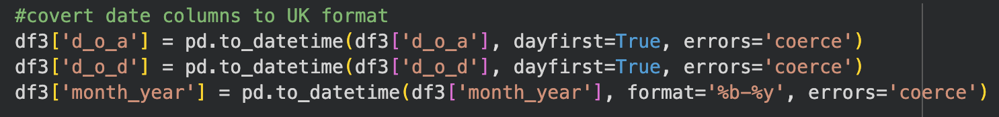 #covert date columns to UK format
df3['d_o_a'] = pd.to_datetime(df3['d_o_a'], dayfirst=True, errors='coerce')
df3['d_o_d'] = pd.to_datetime(df3['d_o_d'], dayfirst=True, errors='coerce')
df3['month_year'] = pd.to_datetime(df3['month_year'], format='%b-%y', errors='coerce')